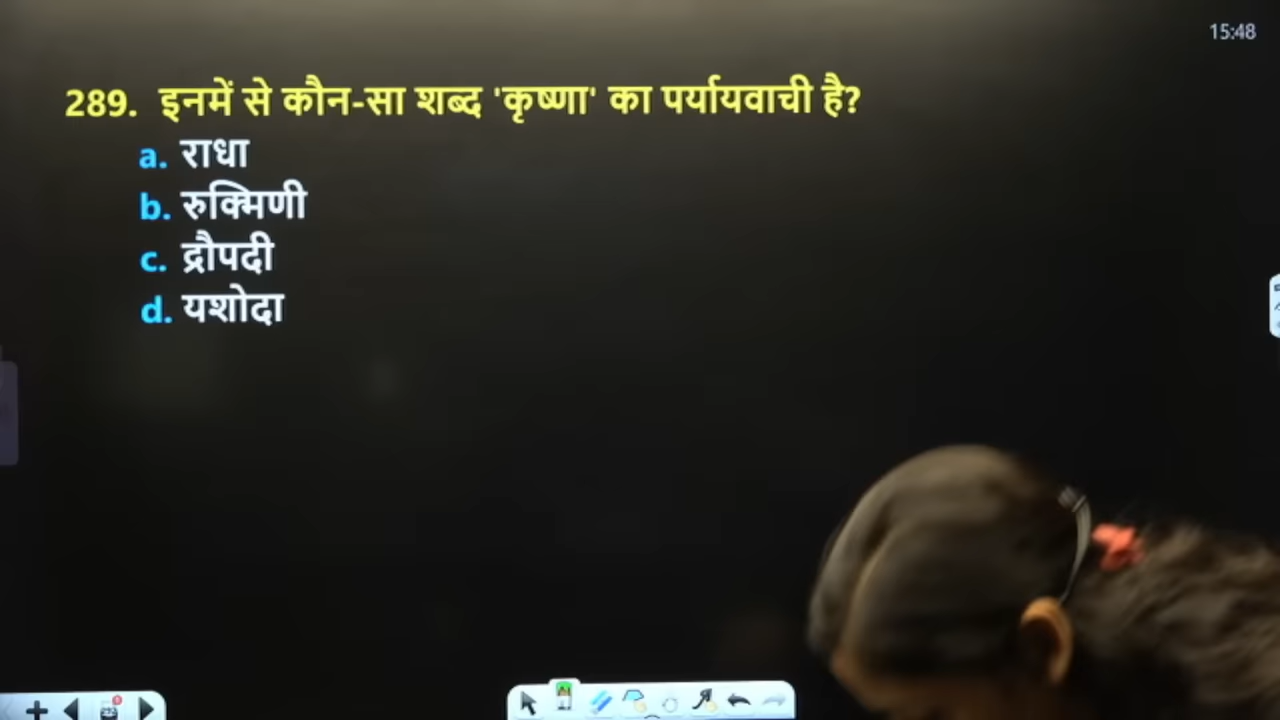 15:48
289. इनमें से कौन-सा शब्द 'कृष्णा' का पर्यायवाची है?
a. राधा
b. रुक्मिणी
c. द्रौपदी
d. यशोदा